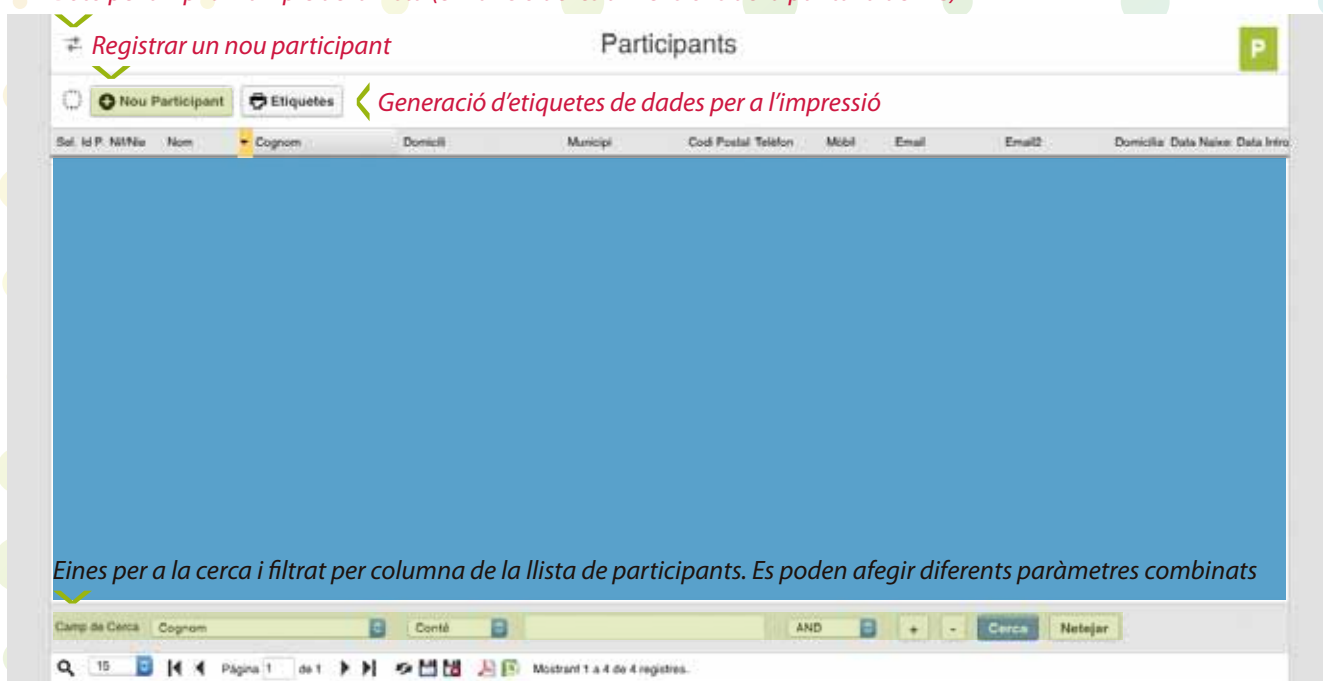 Registrar un nou participant
Participants
P
Nou Participant
Etiquetes
Generació d'etiquetes de dades per a l'impressió
Sel. Id P. Nif/Nie Nom Cognom Domicili Municipi Codi Postal Telèfon Mòbil Email Email2 Domicilia Data Naixe Data Intro
Eines per a la cerca i filtrat per columna de la llista de participants. Es poden afegir diferents paràmetres combinats
Camp de Cerca Cognom Conté AND + - Cerca Netejar
15 Página 1 de 1 Mostrant 1 a 4 de 4 registres.